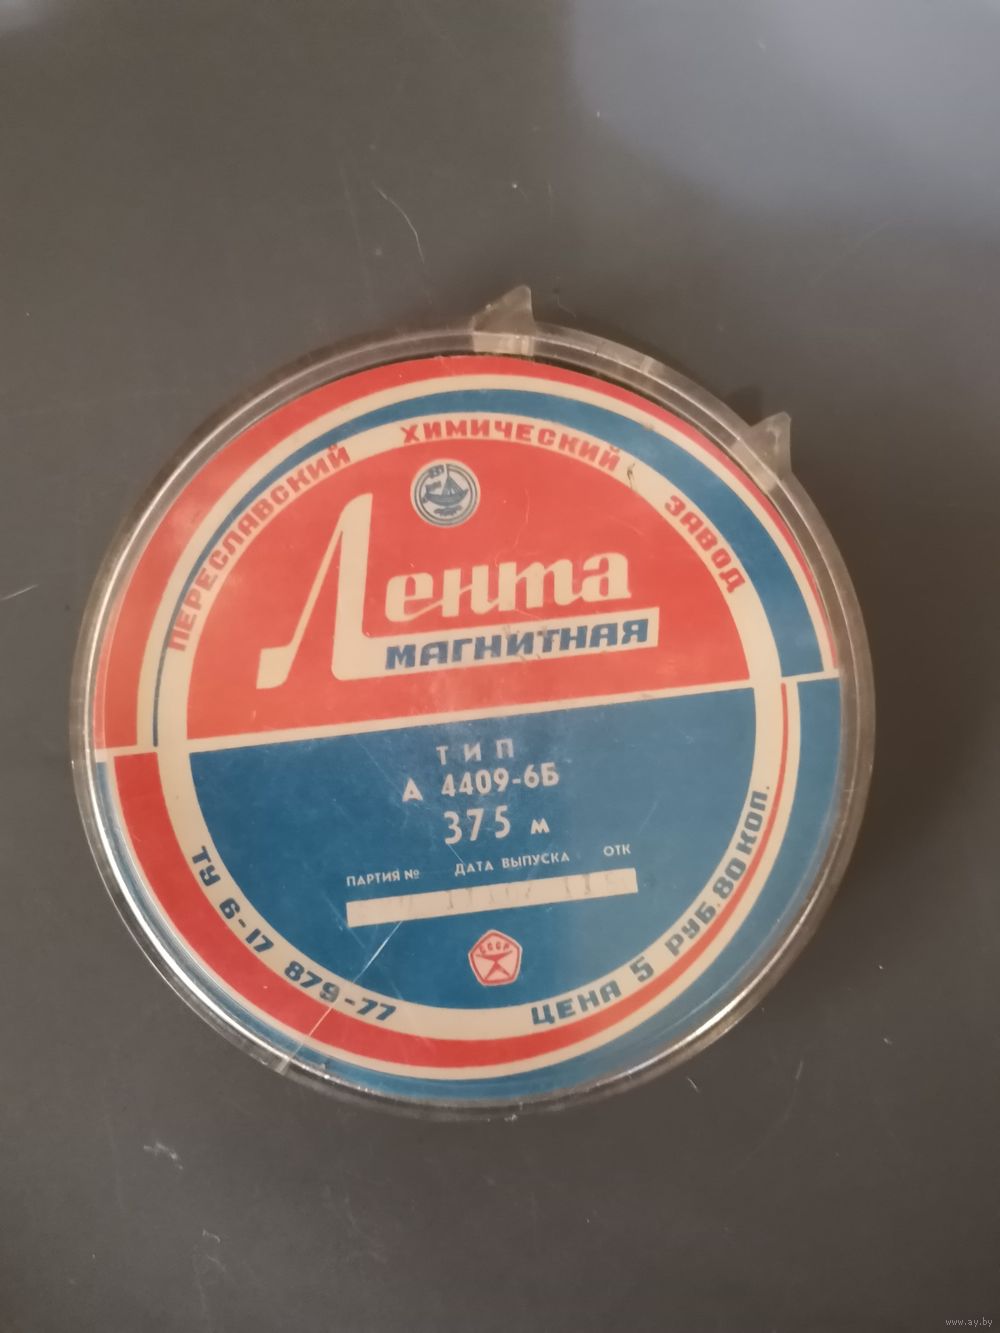 ПЕРЕСЛАВСКИЙ ХИМИЧЕСКИЙ ЗАВОД
Лента
МАГНИТНАЯ
ТИП
А 4409-6Б
375 м
ПАРТИЯ № ДАТА ВЫПУСКА ОТК
СССР
ТУ 6-17 879-77
ЦЕНА 5 РУБ. 80 КОП.
www.ay.by